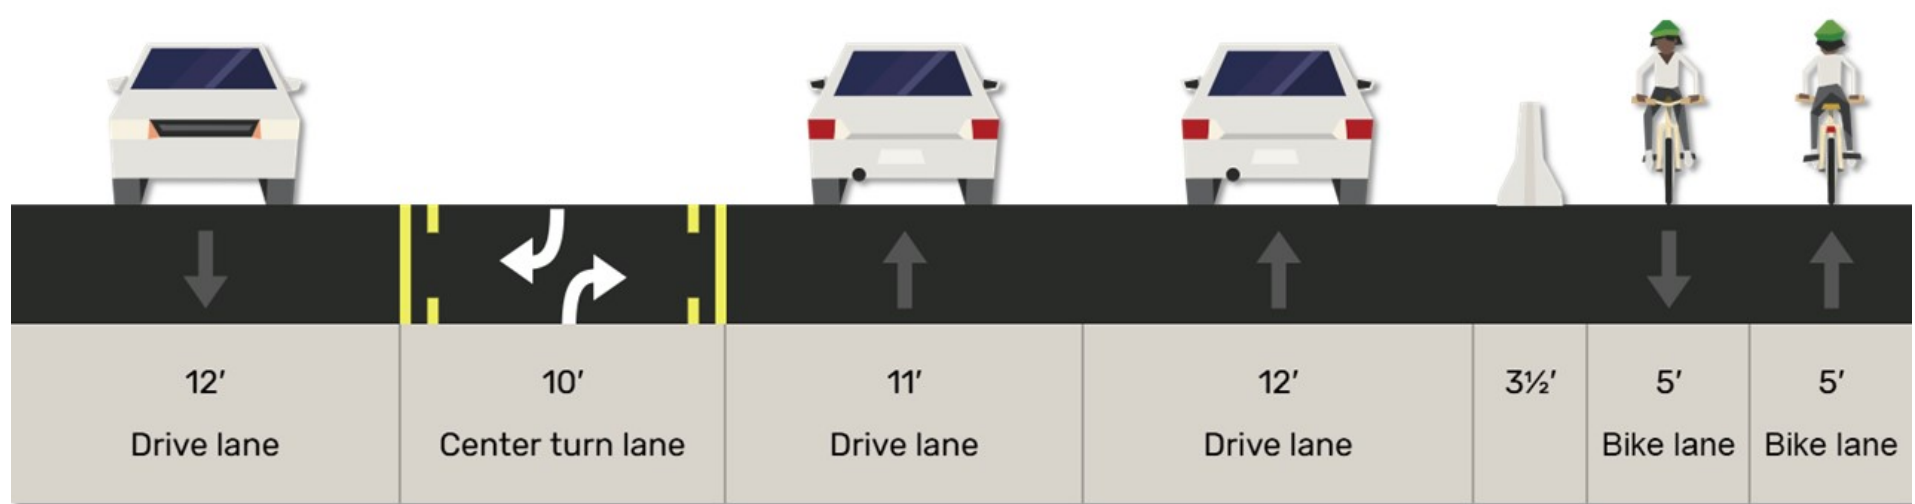 12′
Drive lane
10′
Center turn lane
11′
Drive lane
12′
Drive lane
3½′
5′
Bike lane
5′
Bike lane